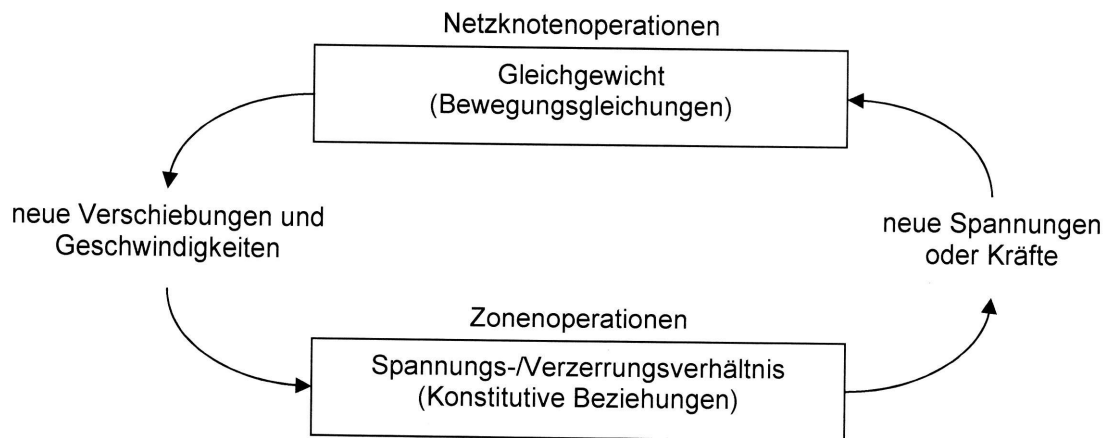 Netzknotenoperationen
Gleichgewicht
(Bewegungsgleichungen)
neue Verschiebungen und
Geschwindigkeiten
neue Spannungen
oder Kräfte
Zonenoperationen
Spannungs-/Verzerrungsverhältnis
(Konstitutive Beziehungen)